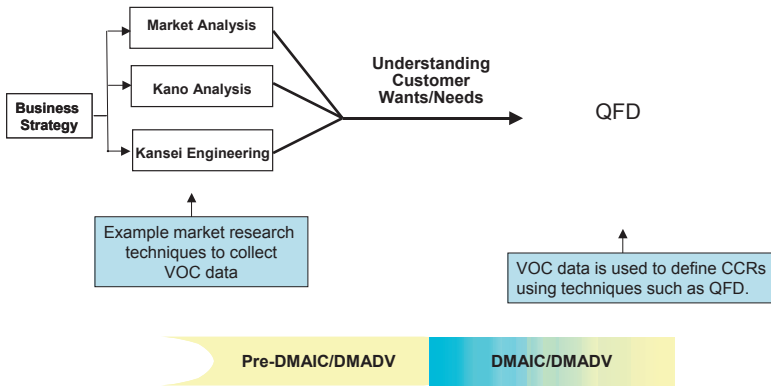 Market Analysis
Kano Analysis
Kansei Engineering
Business
Strategy
Understanding
Customer
Wants/Needs
QFD
Example market research
techniques to collect
VOC data
VOC data is used to define CCRs
using techniques such as QFD.
Pre-DMAIC/DMADV
DMAIC/DMADV